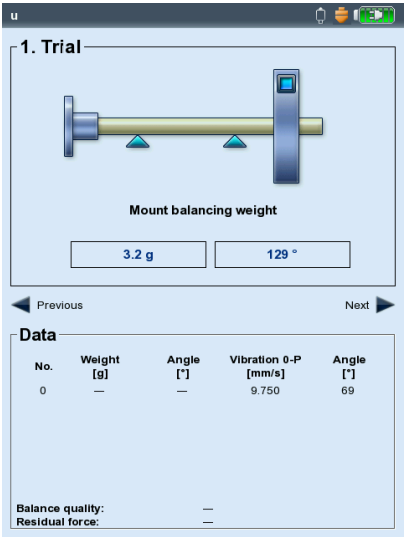 u
1. Trial
Mount balancing weight
3.2 g 129 °
Previous Next
Data
No. Weight [g] Angle [°] Vibration 0-P [mm/s] Angle [°]
0 — — 9.750 69
Balance quality: —
Residual force: —